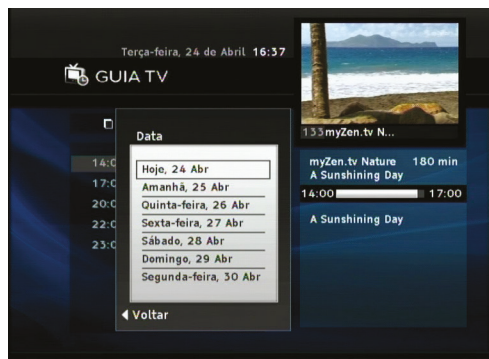 Terça-feira, 24 de Abril 16:37
GUIA TV
133 myZen.tv N...
Data
Hoje, 24 Abr
Amanhã, 25 Abr
Quinta-feira, 26 Abr
Sexta-feira, 27 Abr
Sábado, 28 Abr
Domingo, 29 Abr
Segunda-feira, 30 Abr
Voltar
14:0
17:0
20:0
22:0
23:0
myZen.tv Nature 180 min
A Sunshining Day
14:00 17:00
A Sunshining Day